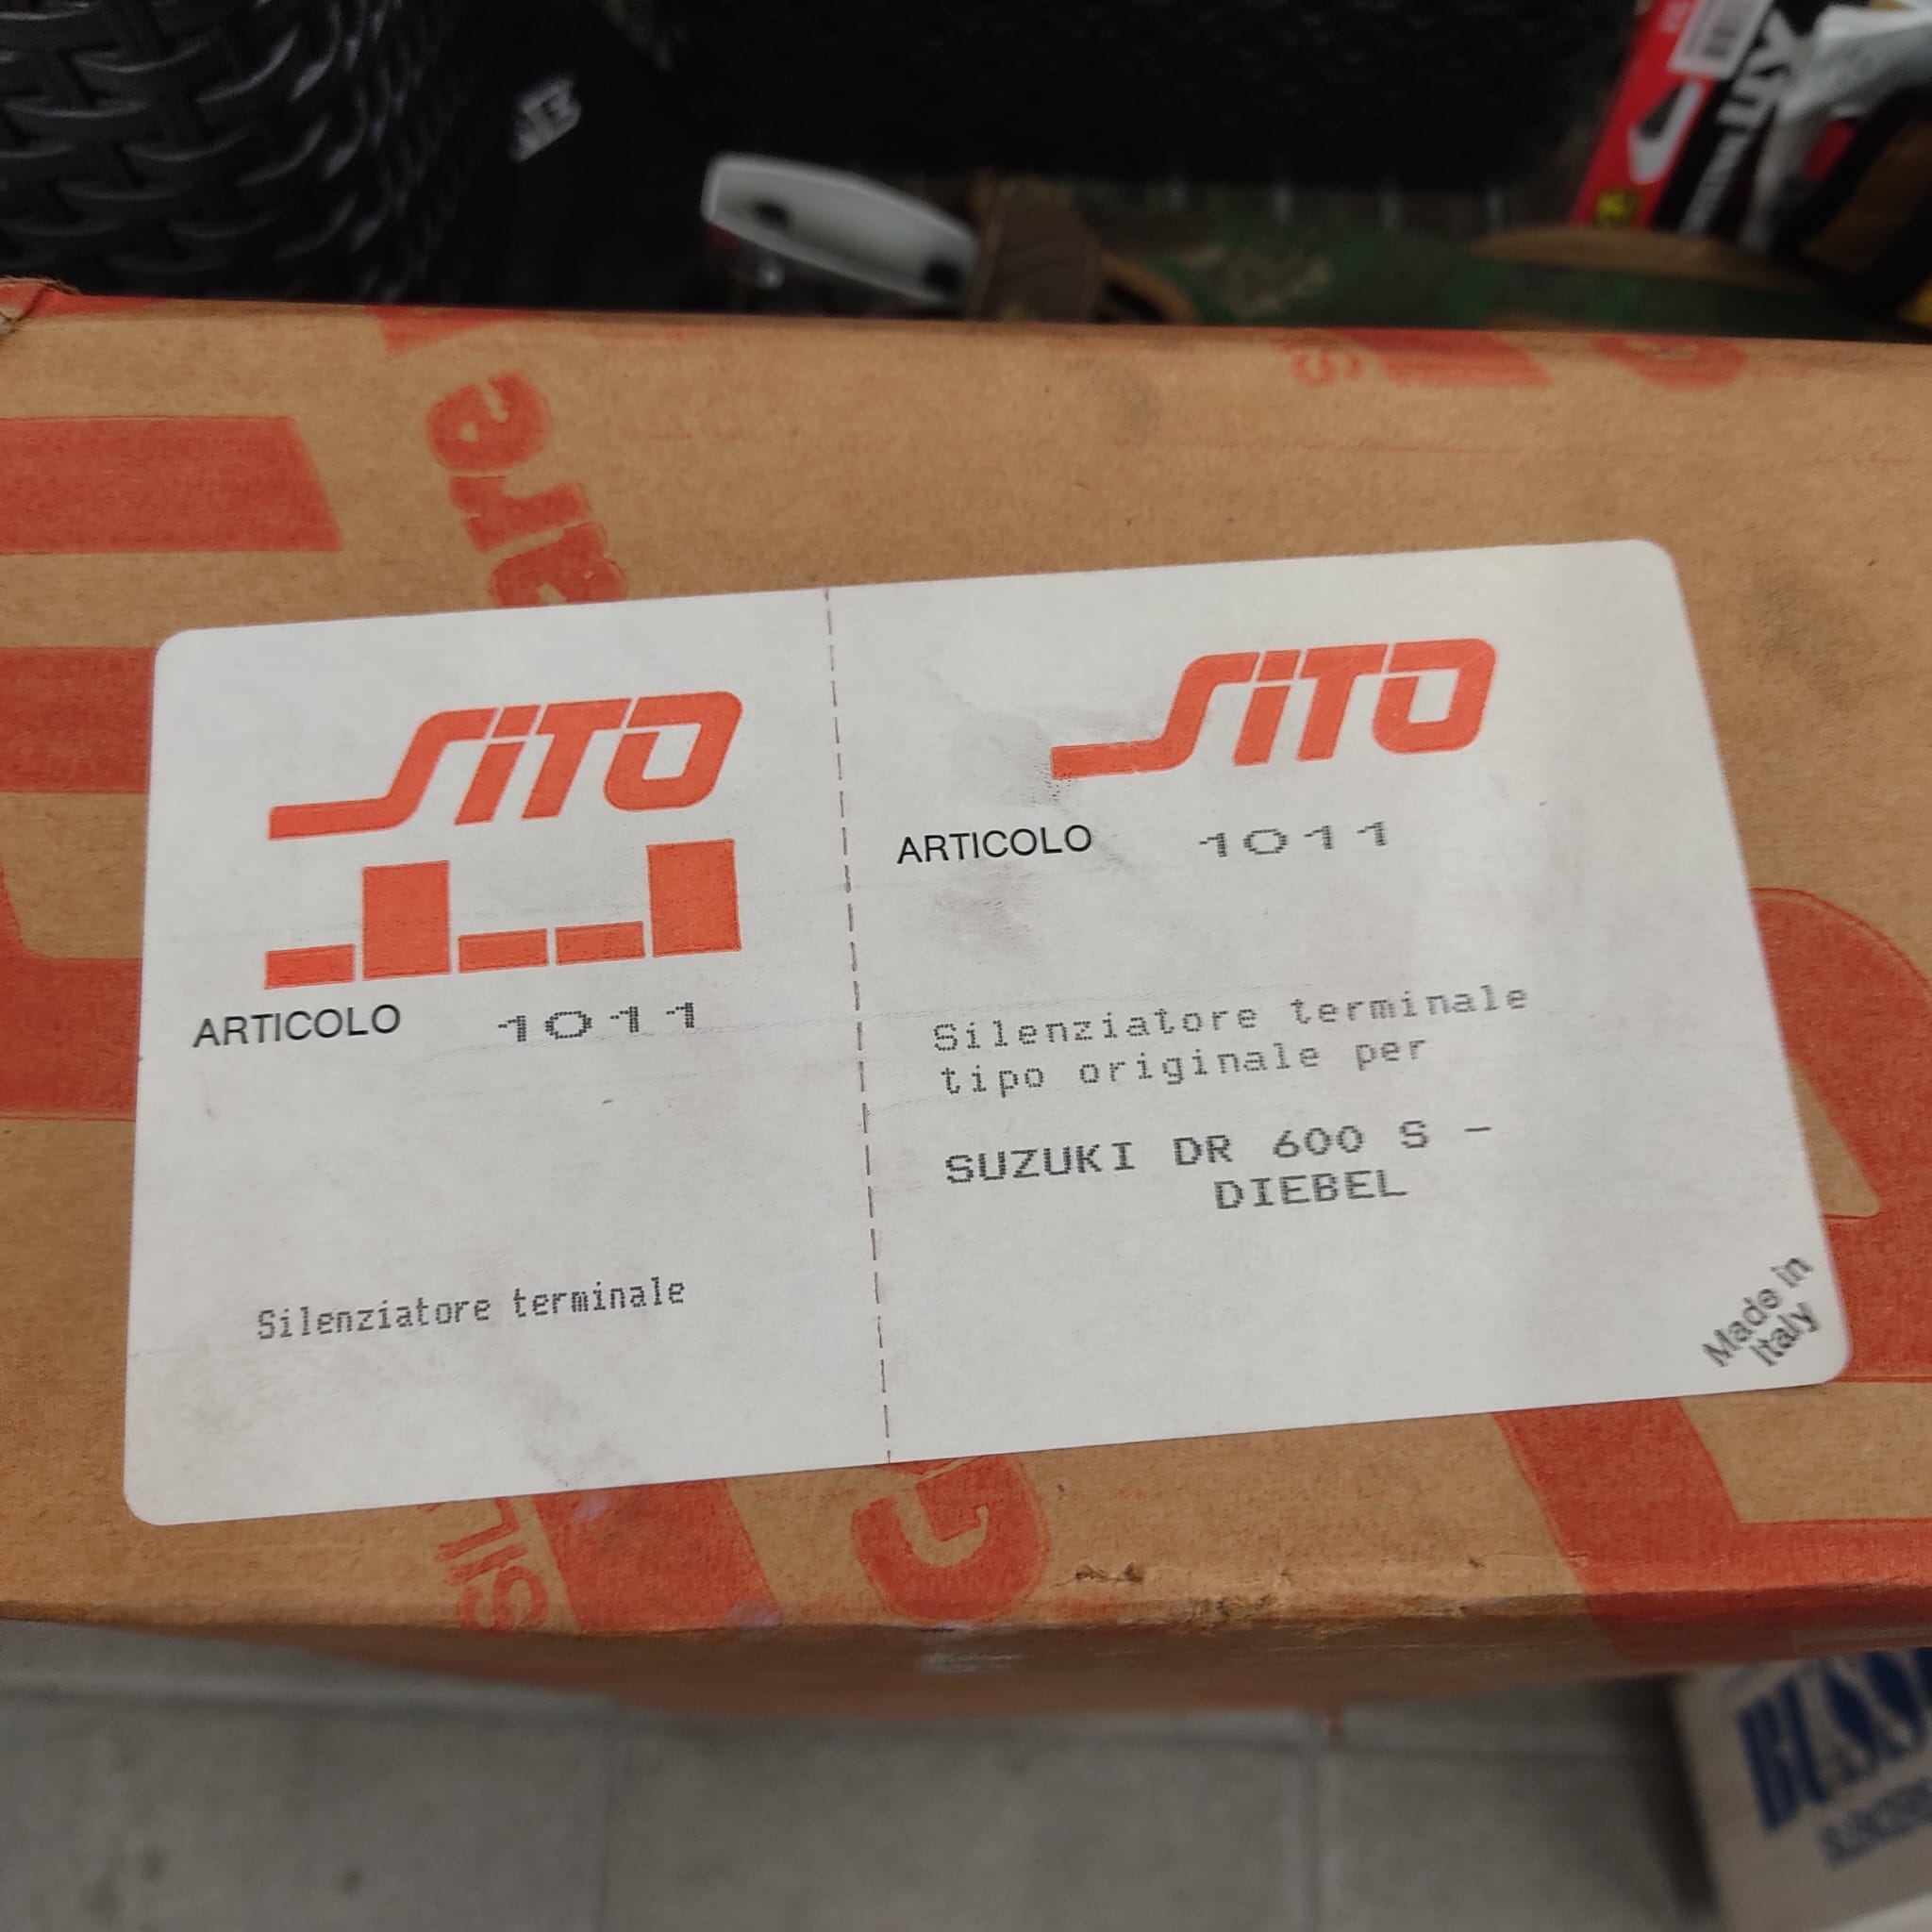 are
SITO
ARTICOLO 1011
Silenziatore terminale
SITO
ARTICOLO 1011
Silenziatore terminale
tipo originale per
SUZUKI DR 600 S -
DIEBEL
Made in
Italy